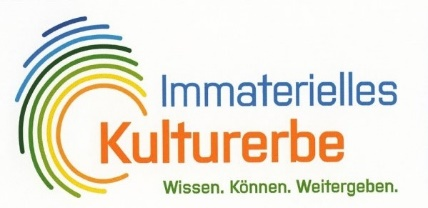 Immaterielles
Kulturerbe
Wissen. Können. Weitergeben.